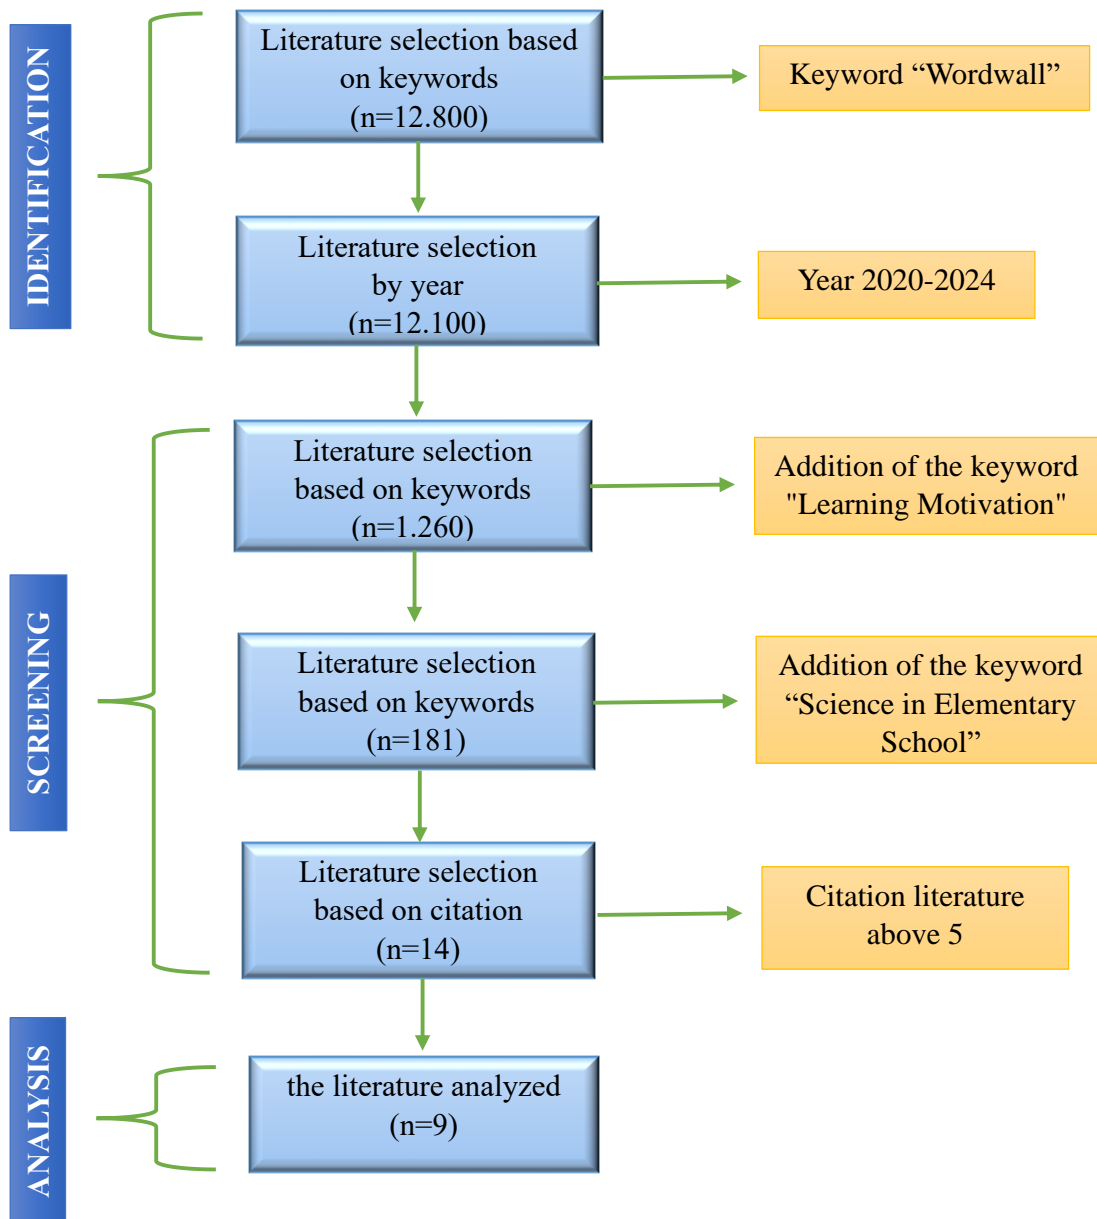 IDENTIFICATION
Literature selection based
on keywords
(n=12.800)
Keyword “Wordwall”
Literature selection
by year
(n=12.100)
Year 2020-2024
SCREENING
Literature selection
based on keywords
(n=1.260)
Addition of the keyword
"Learning Motivation"
Literature selection
based on keywords
(n=181)
Addition of the keyword
“Science in Elementary
School”
Literature selection
based on citation
(n=14)
Citation literature
above 5
ANALYSIS
the literature analyzed
(n=9)